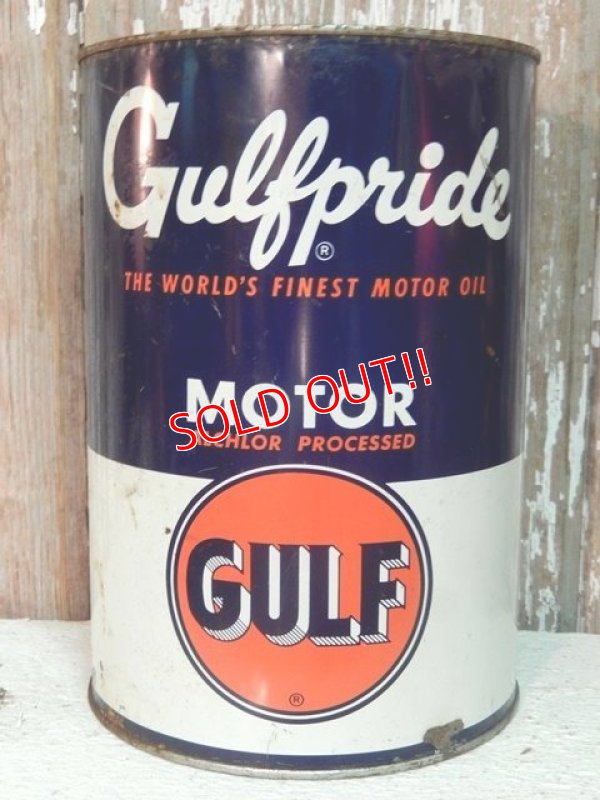 Gulfpride
®
THE WORLD'S FINEST MOTOR OIL
MOTOR
SOLD OUT!!
PROCESSED
GULF
®